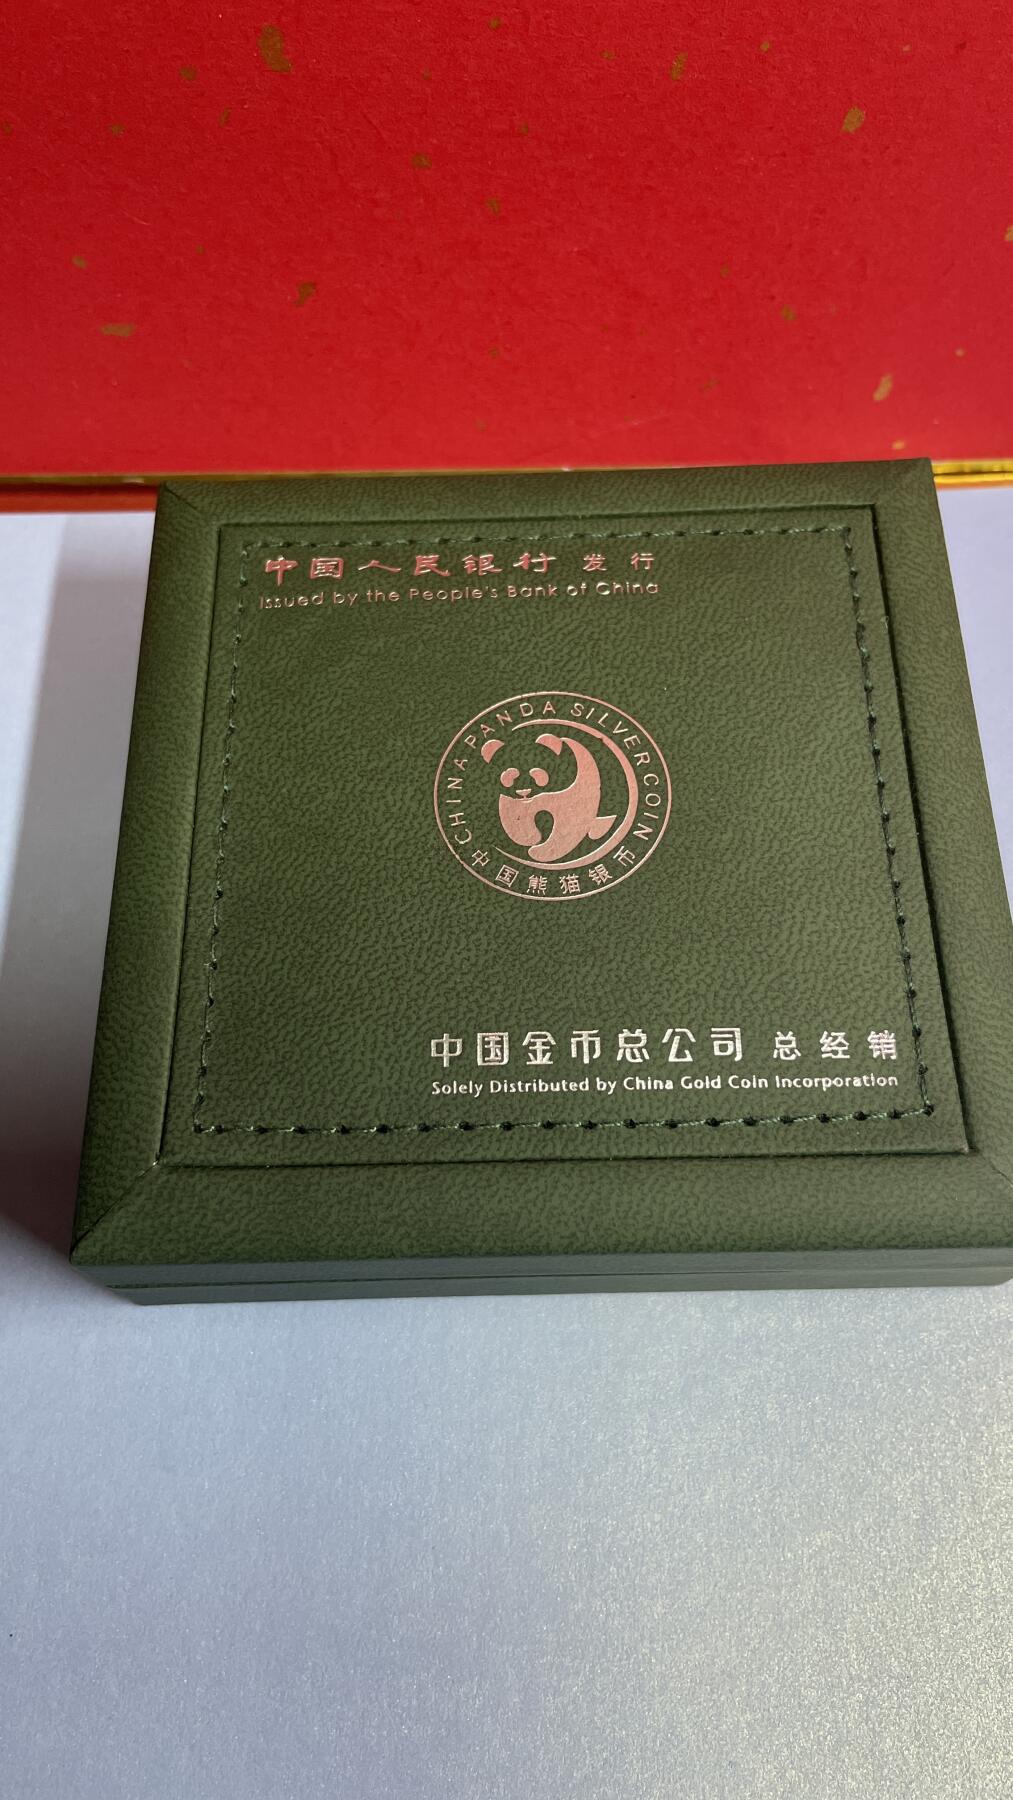 中国人民银行 发行
Issued by the People's Bank of China
CHINA PANDA SILVER COIN
中国熊猫银币
中国金币总公司 总经销
Solely Distributed by China Gold Coin Incorporation